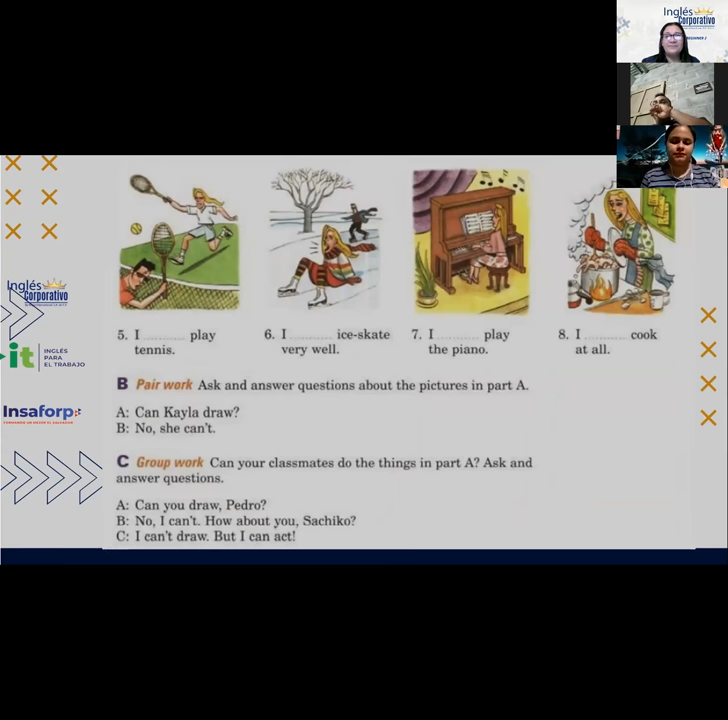 Inglés
Corporativo
BEGINNER 2
Inglés
Corporativo
it
INGLÉS
PARA
EL TRABAJO
Insaforp
5. I .......... play
tennis.
6. I .......... ice-skate
very well.
7. I .......... play
the piano.
8. I .......... cook
at all.
B Pair work Ask and answer questions about the pictures in part A.
A: Can Kayla draw?
B: No, she can't.
C Group work Can your classmates do the things in part A? Ask and
answer questions.
A: Can you draw, Pedro?
B: No, I can't. How about you, Sachiko?
C: I can't draw. But I can act!